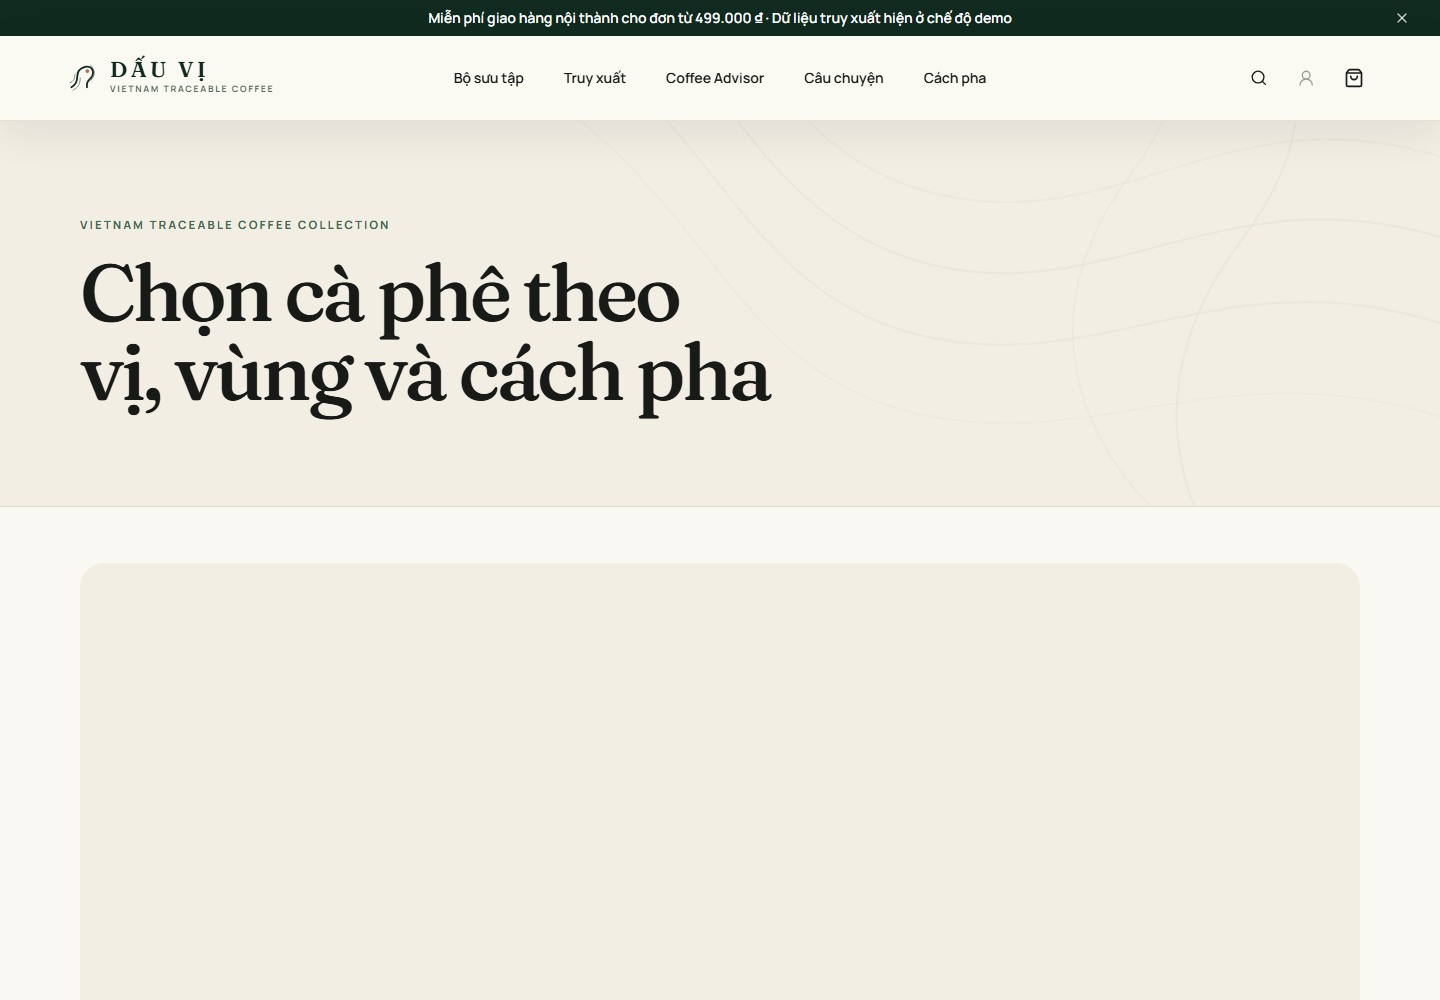 Miễn phí giao hàng nội thành cho đơn từ 499.000 ₫ · Dữ liệu truy xuất hiện ở chế độ demo
DẤU VỊ
VIETNAM TRACEABLE COFFEE
Bộ sưu tập
Truy xuất
Coffee Advisor
Câu chuyện
Cách pha
VIETNAM TRACEABLE COFFEE COLLECTION
Chọn cà phê theo
vị, vùng và cách pha